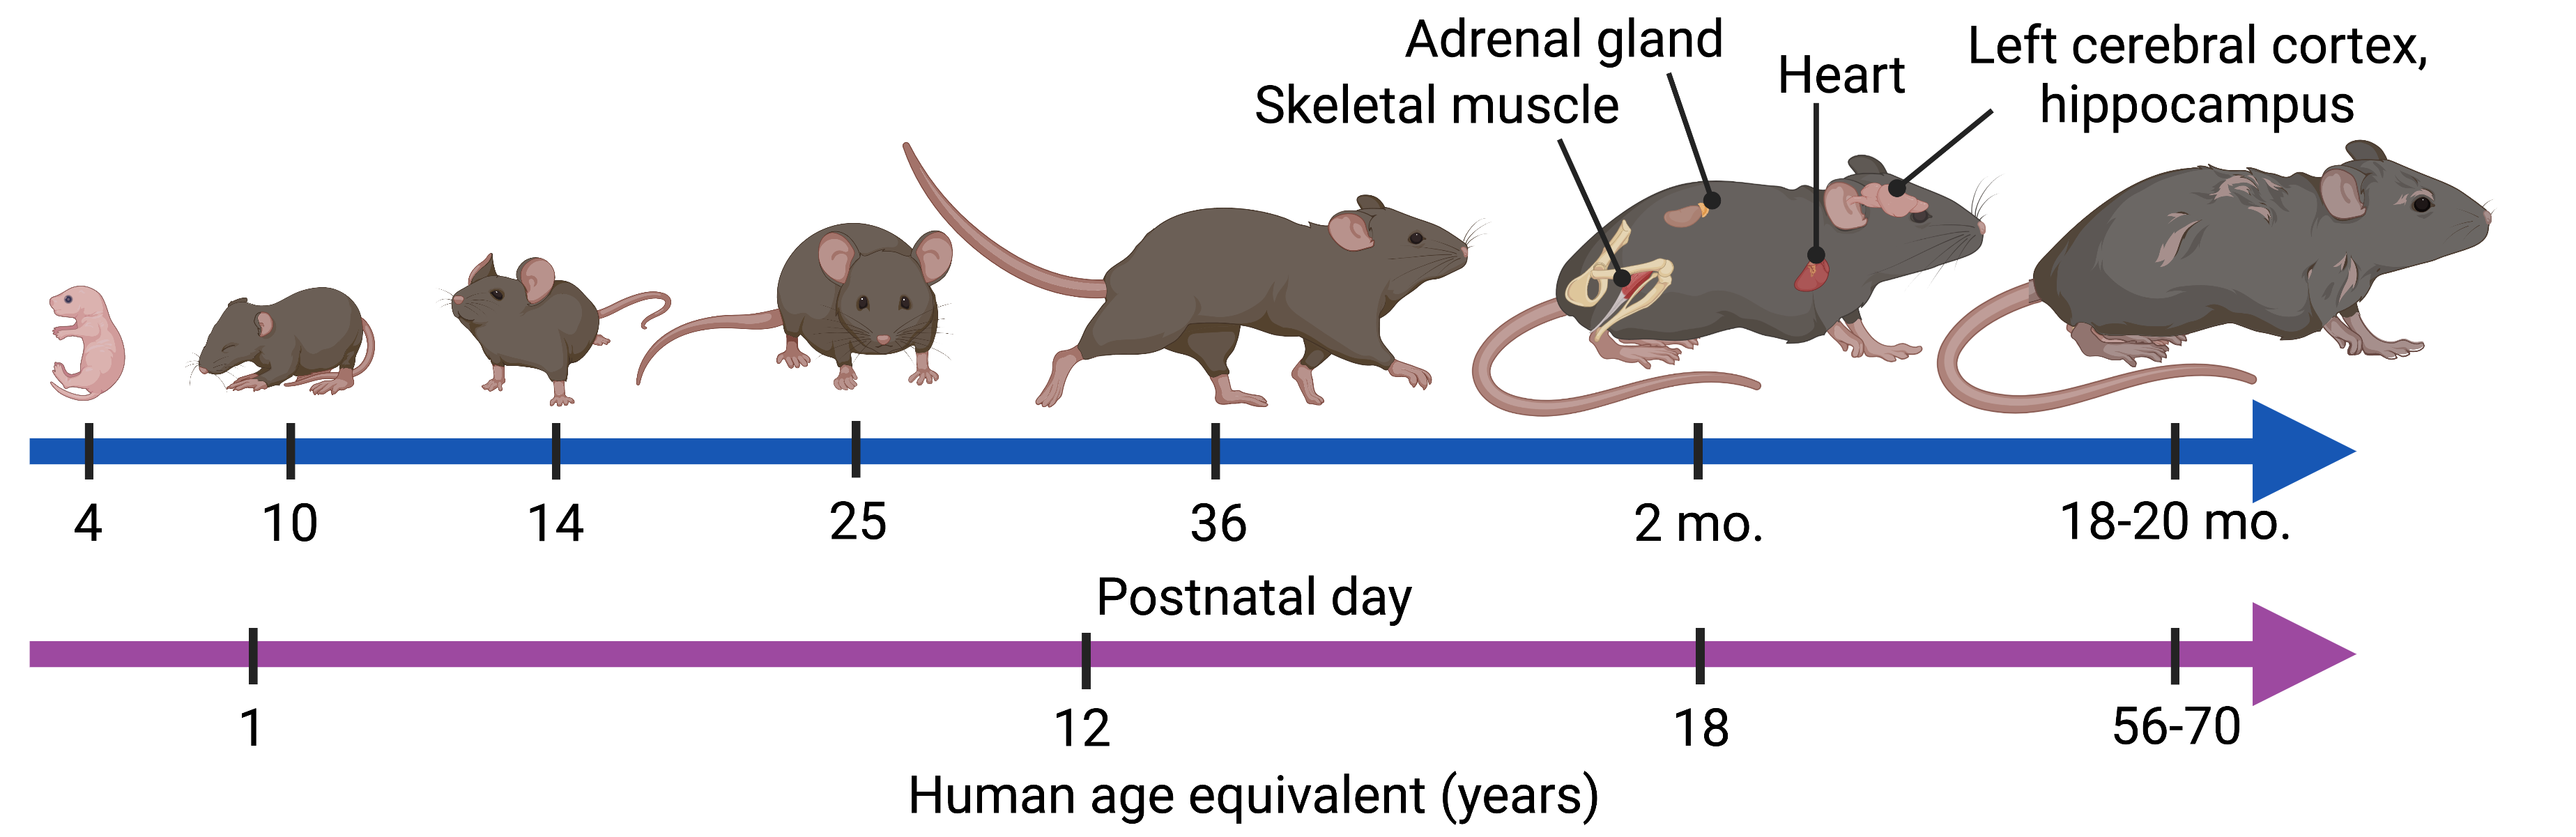 Adrenal gland
Skeletal muscle
Heart
Left cerebral cortex,
hippocampus
4 10 14 25 36 2 mo. 18-20 mo.
Postnatal day
1 12 18 56-70
Human age equivalent (years)